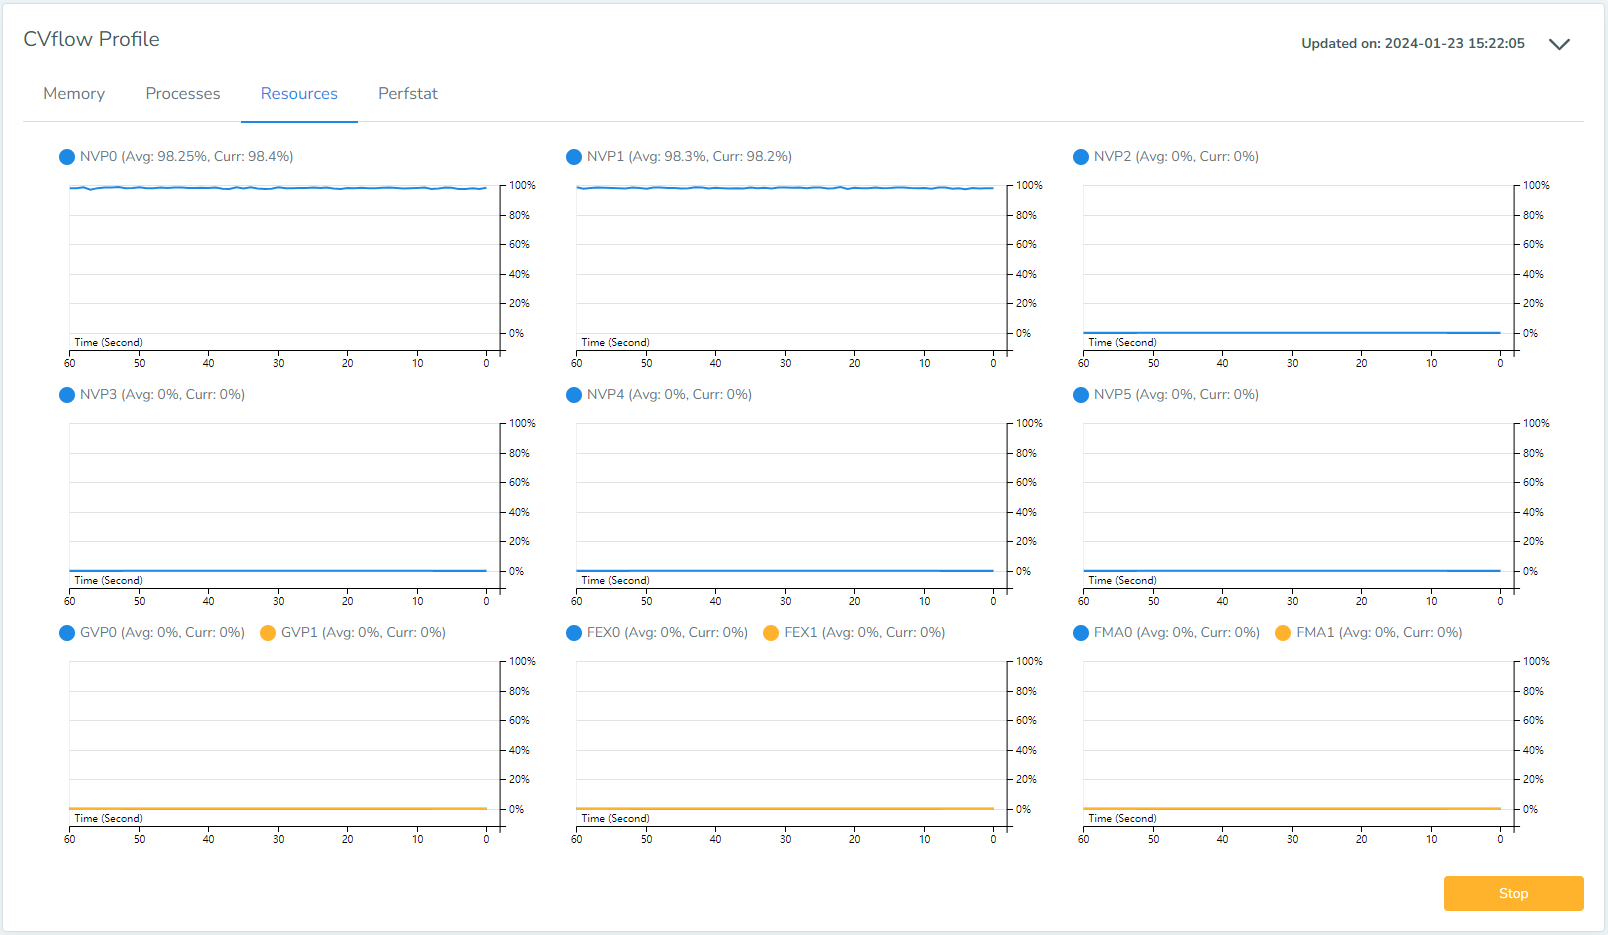 CVflow Profile
Updated on: 2024-01-23 15:22:05
Memory Processes Resources Perfstat
NVP0 (Avg: 98.25%, Curr: 98.4%)
100%
80%
60%
40%
20%
0%
Time (Second)
60 50 40 30 20 10 0
NVP1 (Avg: 98.3%, Curr: 98.2%)
100%
80%
60%
40%
20%
0%
Time (Second)
60 50 40 30 20 10 0
NVP2 (Avg: 0%, Curr: 0%)
100%
80%
60%
40%
20%
0%
Time (Second)
60 50 40 30 20 10 0
NVP3 (Avg: 0%, Curr: 0%)
100%
80%
60%
40%
20%
0%
Time (Second)
60 50 40 30 20 10 0
NVP4 (Avg: 0%, Curr: 0%)
100%
80%
60%
40%
20%
0%
Time (Second)
60 50 40 30 20 10 0
NVP5 (Avg: 0%, Curr: 0%)
100%
80%
60%
40%
20%
0%
Time (Second)
60 50 40 30 20 10 0
GVP0 (Avg: 0%, Curr: 0%) GVP1 (Avg: 0%, Curr: 0%)
100%
80%
60%
40%
20%
0%
Time (Second)
60 50 40 30 20 10 0
FEX0 (Avg: 0%, Curr: 0%) FEX1 (Avg: 0%, Curr: 0%)
100%
80%
60%
40%
20%
0%
Time (Second)
60 50 40 30 20 10 0
FMA0 (Avg: 0%, Curr: 0%) FMA1 (Avg: 0%, Curr: 0%)
100%
80%
60%
40%
20%
0%
Time (Second)
60 50 40 30 20 10 0
Stop